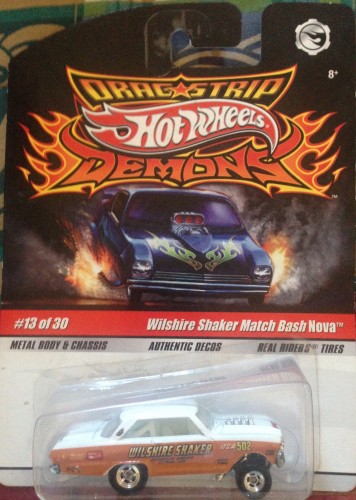 8+
DRAG★STRIP
Hot Wheels
DEMONS™
#13 of 30
Wilshire Shaker Match Bash Nova™
METAL BODY & CHASSIS
AUTHENTIC DECOS
REAL RIDERS® TIRES
WILSHIRE SHAKER
502